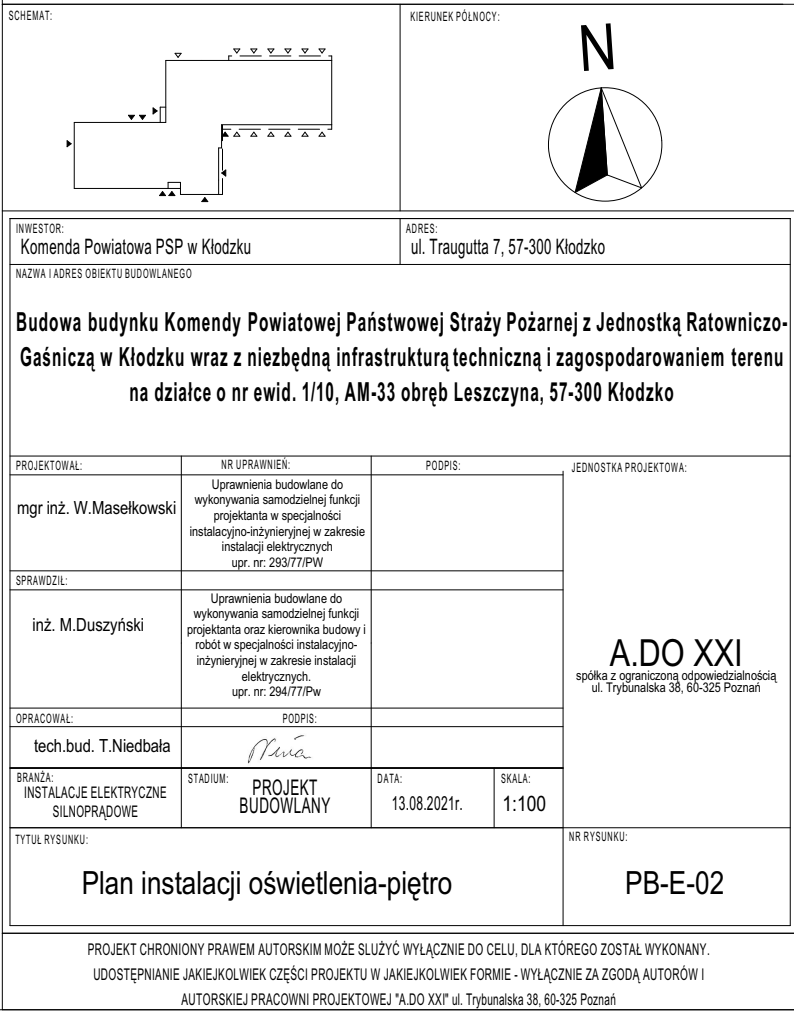 SCHEMAT:
KIERUNEK PÓŁNOCY:
N
INWESTOR:
Komenda Powiatowa PSP w Kłodzku
ADRES:
ul. Traugutta 7, 57-300 Kłodzko
NAZWA I ADRES OBIEKTU BUDOWLANEGO
Budowa budynku Komendy Powiatowej Państwowej Straży Pożarnej z Jednostką Ratowniczo-
Gaśniczą w Kłodzku wraz z niezbędną infrastrukturą techniczną i zagospodarowaniem terenu
na działce o nr ewid. 1/10, AM-33 obręb Leszczyna, 57-300 Kłodzko
PROJEKTOWAŁ:
NR UPRAWNIEŃ:
PODPIS:
JEDNOSTKA PROJEKTOWA:
mgr inż. W.Masełkowski
Uprawnienia budowlane do
wykonywania samodzielnej funkcji
projektanta w specjalności
instalacyjno-inżynieryjnej w zakresie
instalacji elektrycznych
upr. nr: 293/77/PW
SPRAWDZIŁ:
inż. M.Duszyński
Uprawnienia budowlane do
wykonywania samodzielnej funkcji
projektanta oraz kierownika budowy i
robót w specjalności instalacyjno-
inżynieryjnej w zakresie instalacji
elektrycznych.
upr. nr: 294/77/Pw
A.DO XXI
spółka z ograniczoną odpowiedzialnością
ul. Trybunalska 38, 60-325 Poznań
OPRACOWAŁ:
PODPIS:
tech.bud. T.Niedbała
BRANŻA:
INSTALACJE ELEKTRYCZNE
SILNOPRĄDOWE
STADIUM:
PROJEKT
BUDOWLANY
DATA:
13.08.2021r.
SKALA:
1:100
TYTUŁ RYSUNKU:
Plan instalacji oświetlenia-piętro
NR RYSUNKU:
PB-E-02
PROJEKT CHRONIONY PRAWEM AUTORSKIM MOŻE SLUŻYĆ WYŁĄCZNIE DO CELU, DLA KTÓREGO ZOSTAŁ WYKONANY.
UDOSTĘPNIANIE JAKIEJKOLWIEK CZĘŚCI PROJEKTU W JAKIEJKOLWIEK FORMIE - WYŁĄCZNIE ZA ZGODĄ AUTORÓW I
AUTORSKIEJ PRACOWNI PROJEKTOWEJ "A.DO XXI" ul. Trybunalska 38, 60-325 Poznań